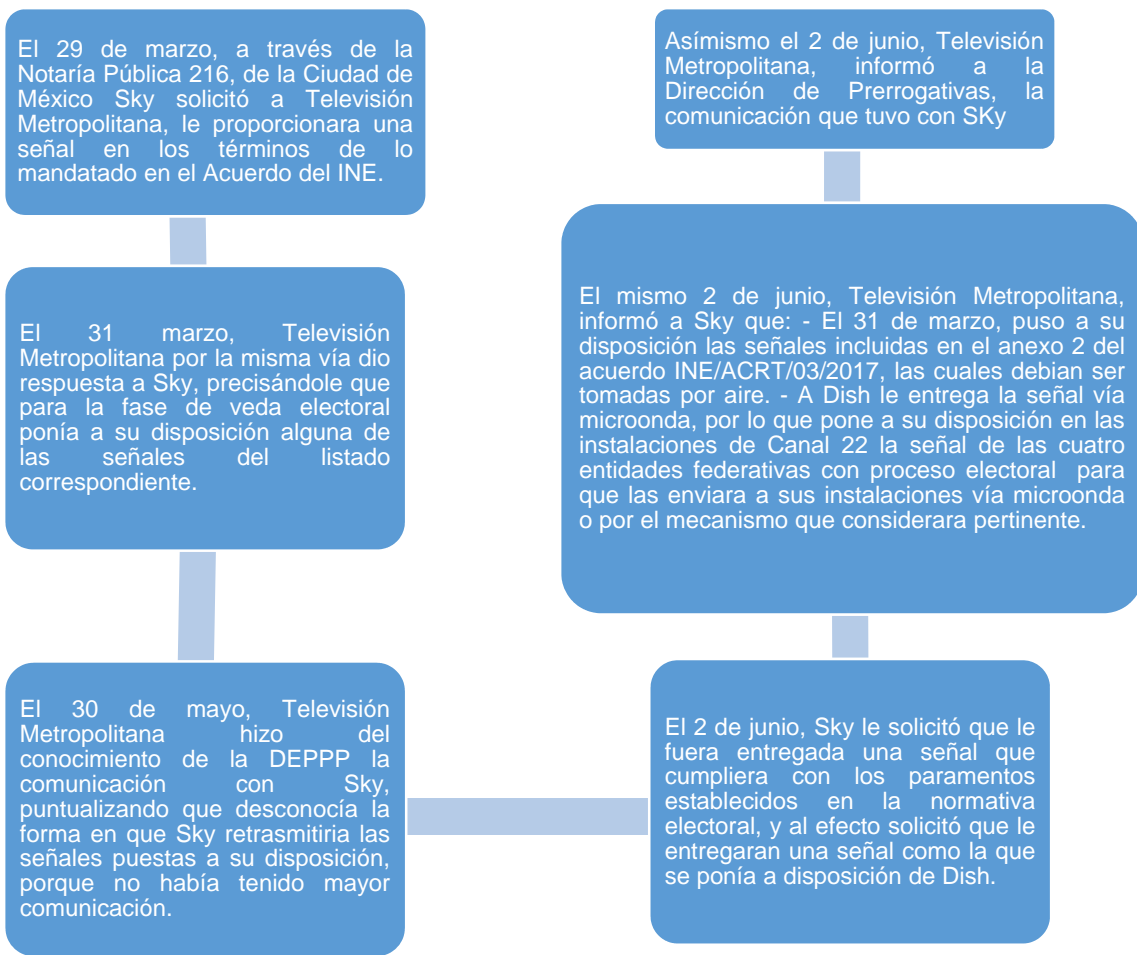 El 29 de marzo, a través de la
Notaría Pública 216, de la Ciudad de
México Sky solicitó a Televisión
Metropolitana, le proporcionara una
señal en los términos de lo
mandatado en el Acuerdo del INE.
El 31 marzo, Televisión
Metropolitana por la misma vía dio
respuesta a Sky, precisándole que
para la fase de veda electoral
ponía a su disposición alguna de
las señales del listado
correspondiente.
El 30 de mayo, Televisión
Metropolitana hizo del
conocimiento de la DEPPP la
comunicación con Sky,
puntualizando que desconocía la
forma en que Sky retrasmitiria las
señales puestas a su disposición,
porque no había tenido mayor
comunicación.
El 2 de junio, Sky le solicitó que le
fuera entregada una señal que
cumpliera con los paramentos
establecidos en la normativa
electoral, y al efecto solicitó que le
entregaran una señal como la que
se ponía a disposición de Dish.
El mismo 2 de junio, Televisión Metropolitana,
informó a Sky que: - El 31 de marzo, puso a su
disposición las señales incluidas en el anexo 2 del
acuerdo INE/ACRT/03/2017, las cuales debian ser
tomadas por aire. - A Dish le entrega la señal vía
microonda, por lo que pone a su disposición en las
instalaciones de Canal 22 la señal de las cuatro
entidades federativas con proceso electoral para
que las enviara a sus instalaciones vía microonda
o por el mecanismo que considerara pertinente.
Asímismo el 2 de junio, Televisión
Metropolitana, informó a la
Dirección de Prerrogativas, la
comunicación que tuvo con SKy